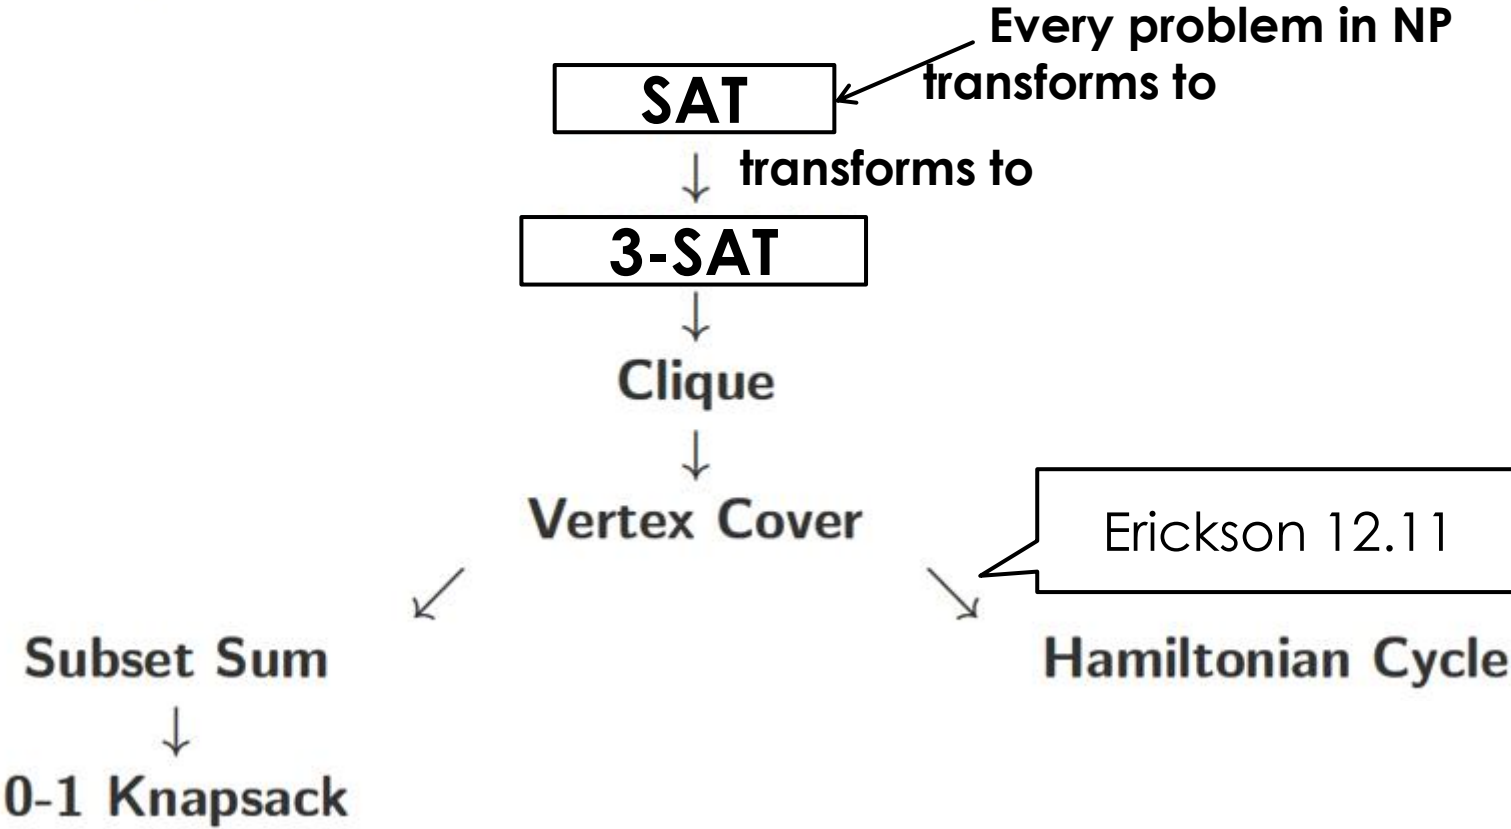 Every problem in NP
transforms to
SAT
transforms to
3-SAT
Clique
Vertex Cover
Erickson 12.11
Subset Sum
Hamiltonian Cycle
0-1 Knapsack